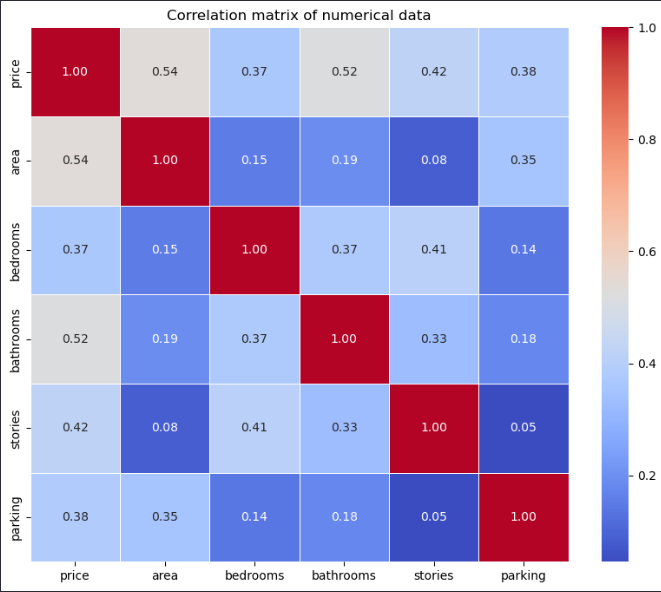 Correlation matrix of numerical data
price 1.00 0.54 0.37 0.52 0.42 0.38
area 0.54 1.00 0.15 0.19 0.08 0.35
bedrooms 0.37 0.15 1.00 0.37 0.41 0.14
bathrooms 0.52 0.19 0.37 1.00 0.33 0.18
stories 0.42 0.08 0.41 0.33 1.00 0.05
parking 0.38 0.35 0.14 0.18 0.05 1.00
price area bedrooms bathrooms stories parking
1.0
0.8
0.6
0.4
0.2